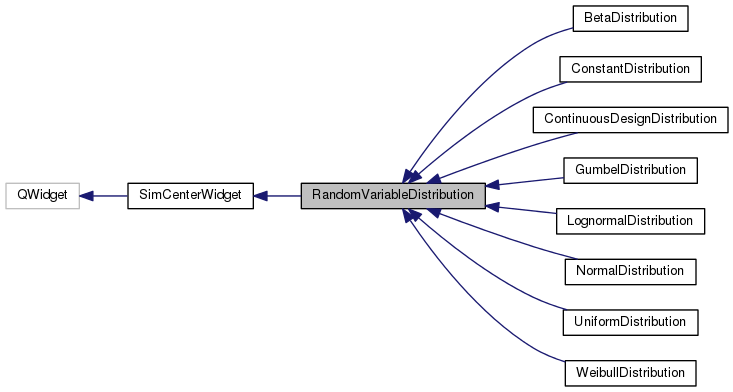 BetaDistribution
ConstantDistribution
ContinuousDesignDistribution
GumbelDistribution
QWidget
SimCenterWidget
RandomVariableDistribution
LognormalDistribution
NormalDistribution
UniformDistribution
WeibullDistribution